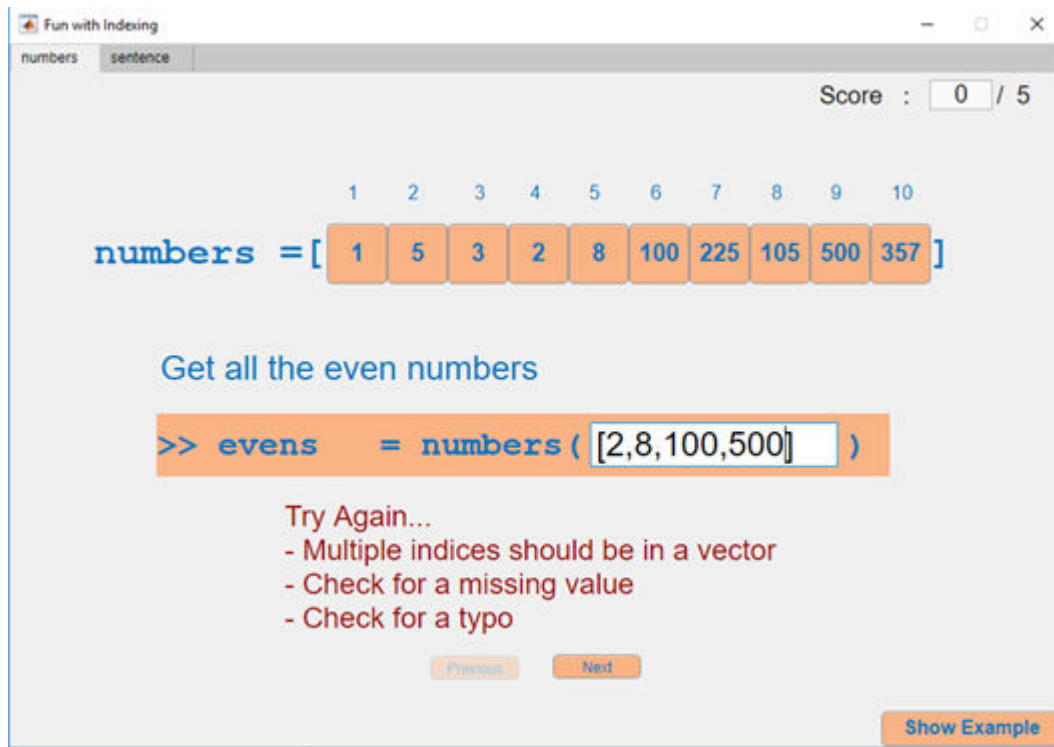 Fun with Indexing
numbers sentence
Score : 0 / 5
1 2 3 4 5 6 7 8 9 10
numbers =[ 1 5 3 2 8 100 225 105 500 357 ]
Get all the even numbers
>> evens = numbers( [2,8,100,500] )
Try Again...
- Multiple indices should be in a vector
- Check for a missing value
- Check for a typo
Previous Next
Show Example